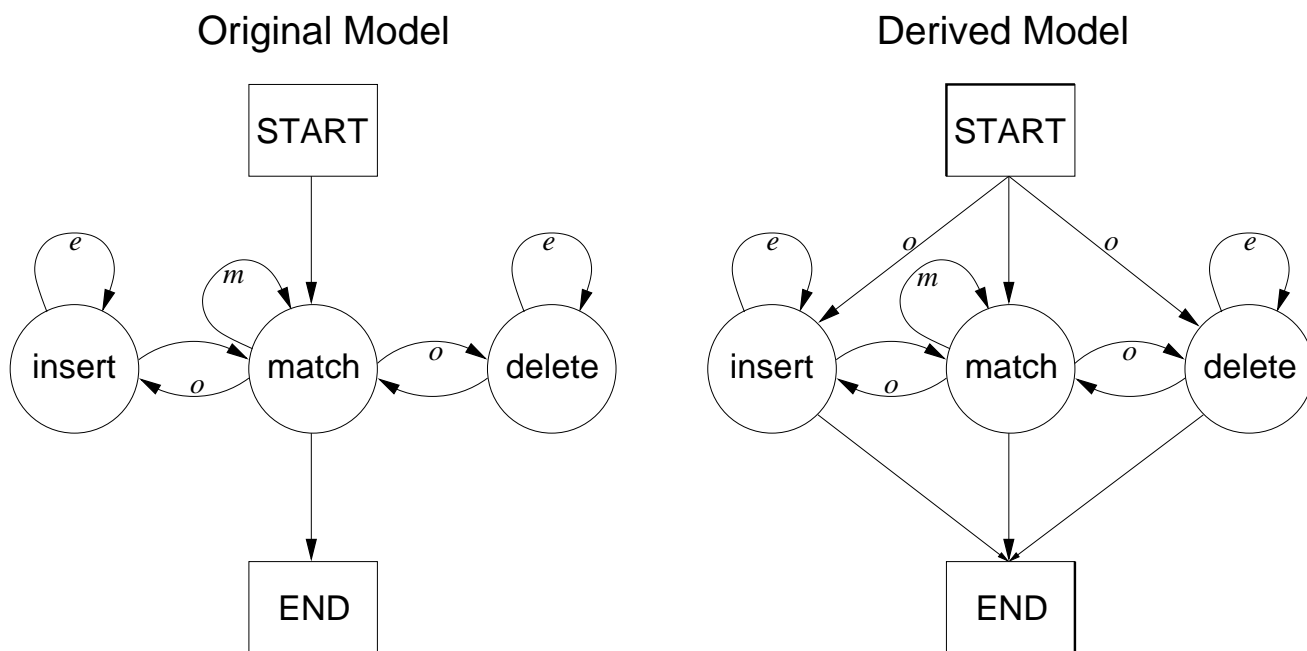 Original Model
START
e
e
m
insert
match
delete
o
o
END
Derived Model
START
o
o
e
e
m
insert
match
delete
o
o
END